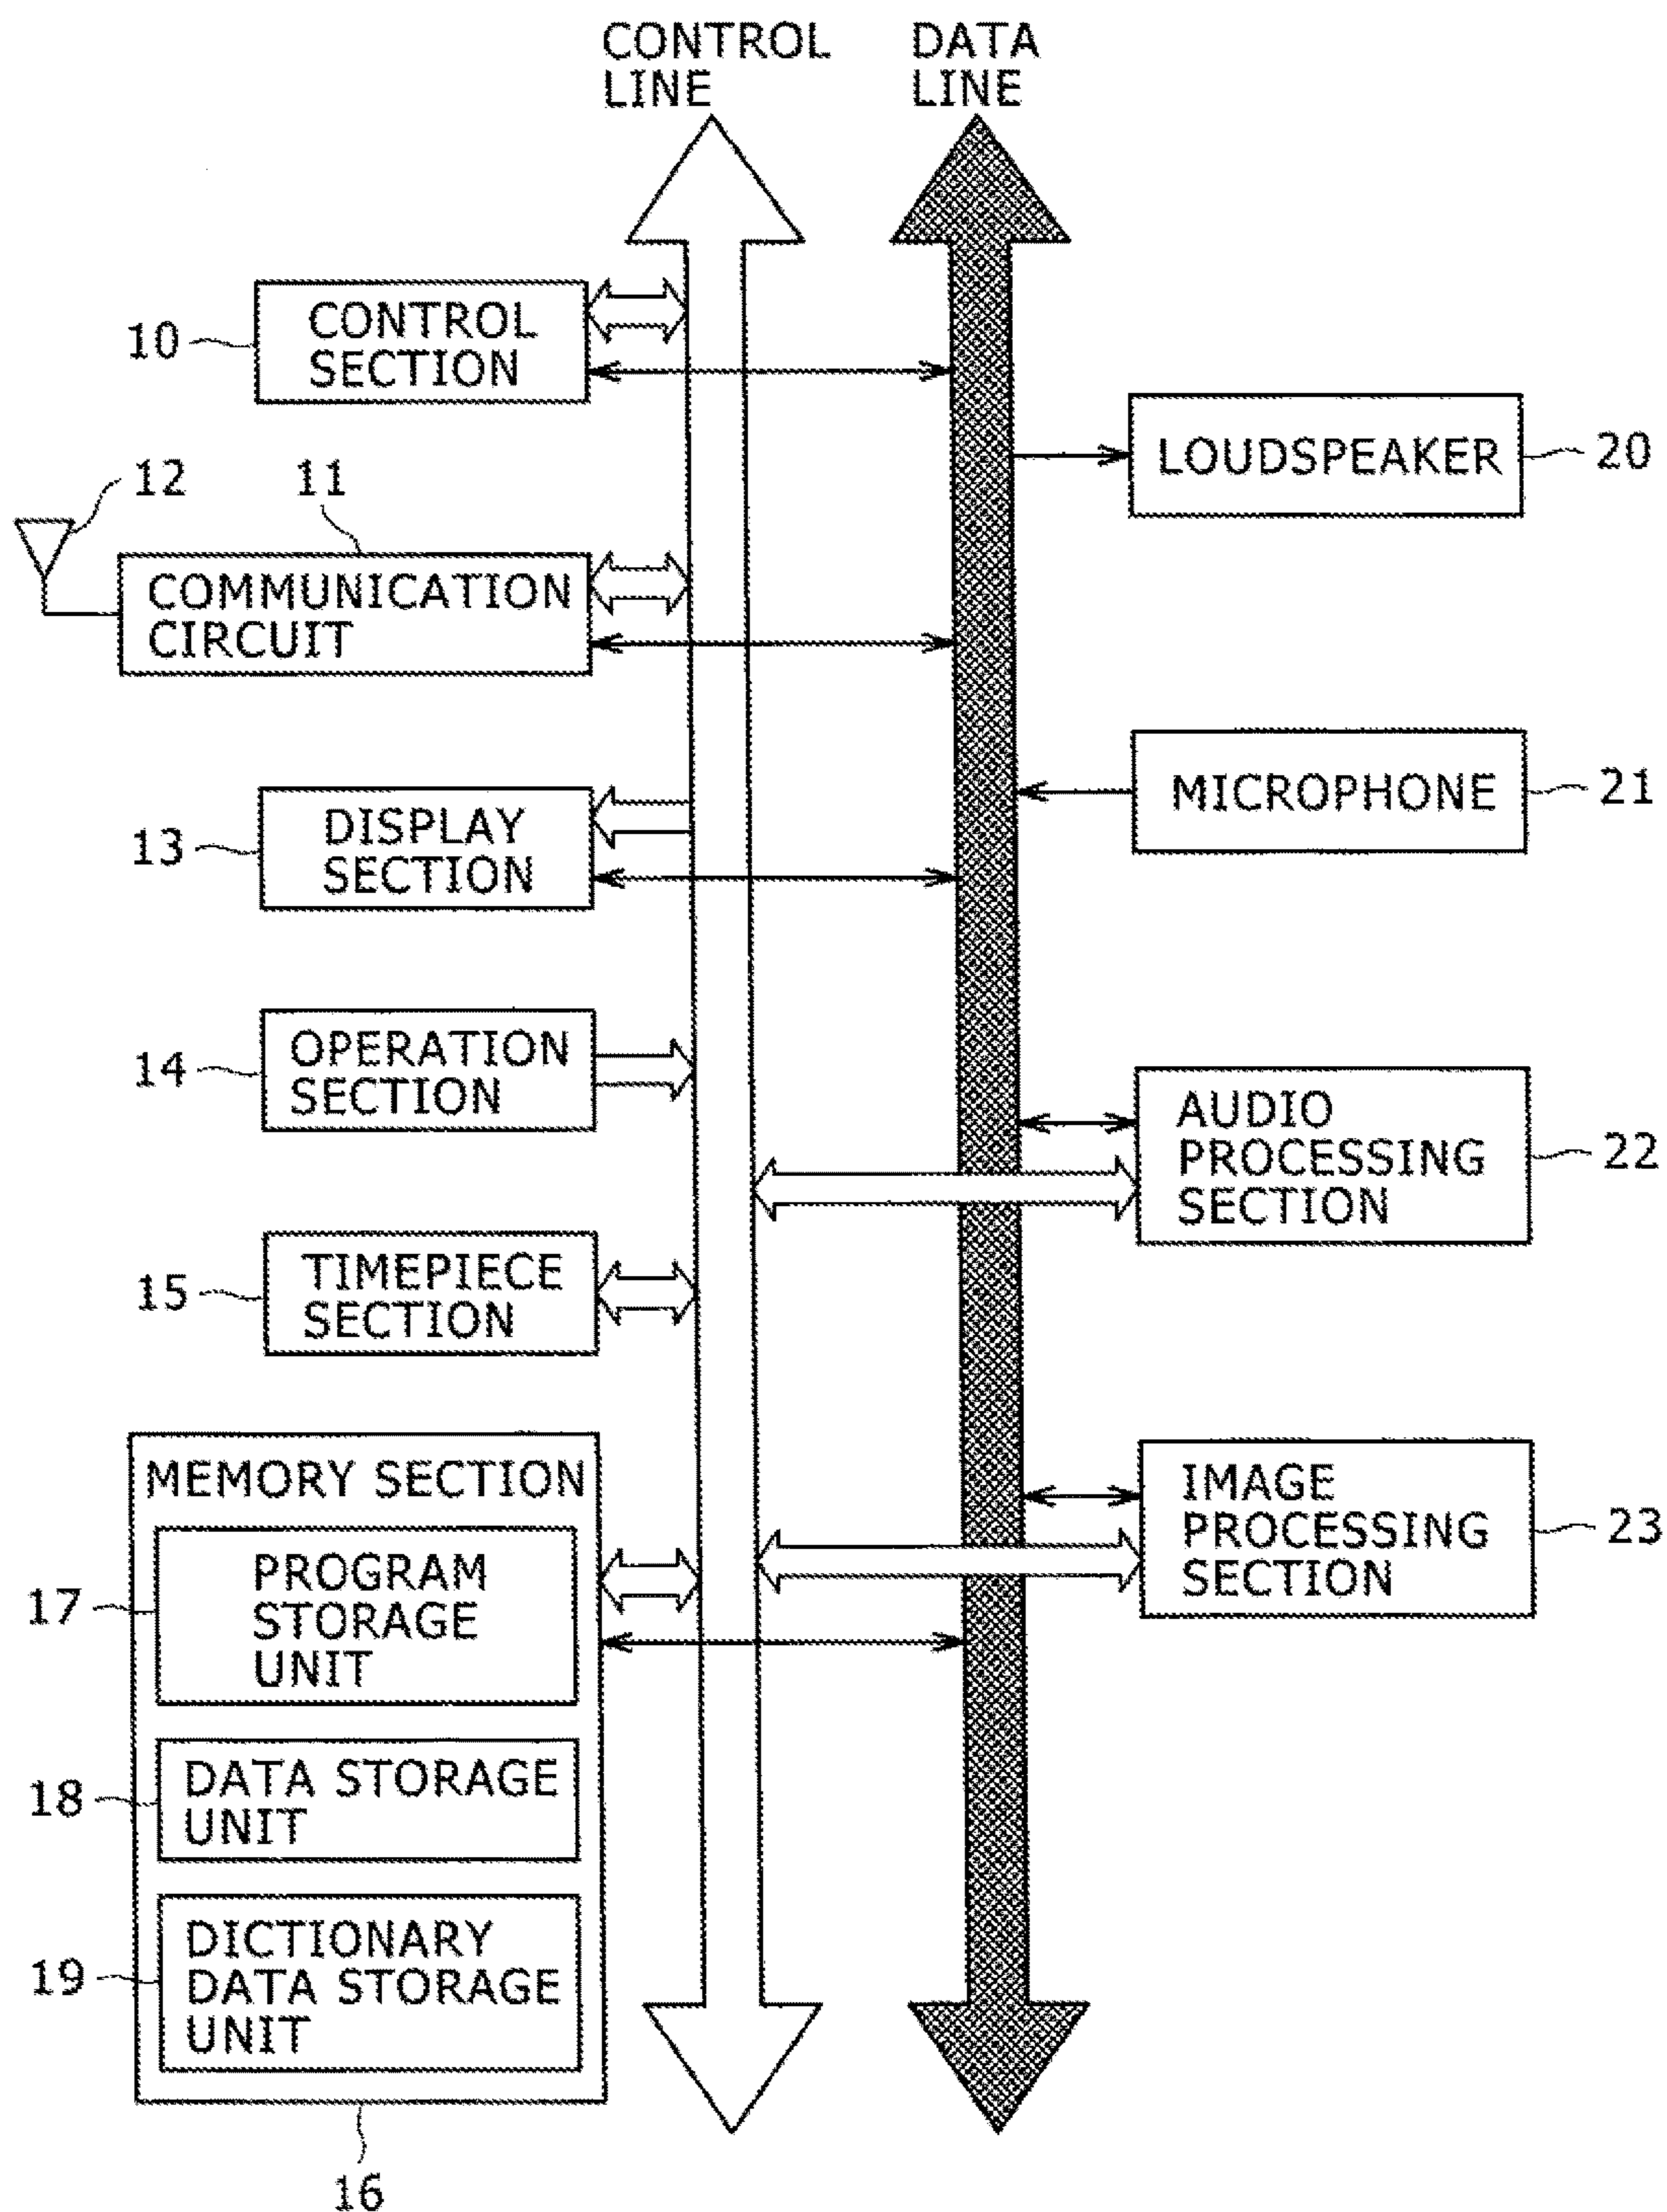 CONTROL
LINE
DATA
LINE
10
CONTROL
SECTION
LOUDSPEAKER
20
12
11
COMMUNICATION
CIRCUIT
MICROPHONE
21
13
DISPLAY
SECTION
14
OPERATION
SECTION
AUDIO
PROCESSING
SECTION
22
15
TIMEPIECE
SECTION
MEMORY SECTION
17
PROGRAM
STORAGE
UNIT
IMAGE
PROCESSING
SECTION
23
18
DATA STORAGE
UNIT
19
DICTIONARY
DATA STORAGE
UNIT
16